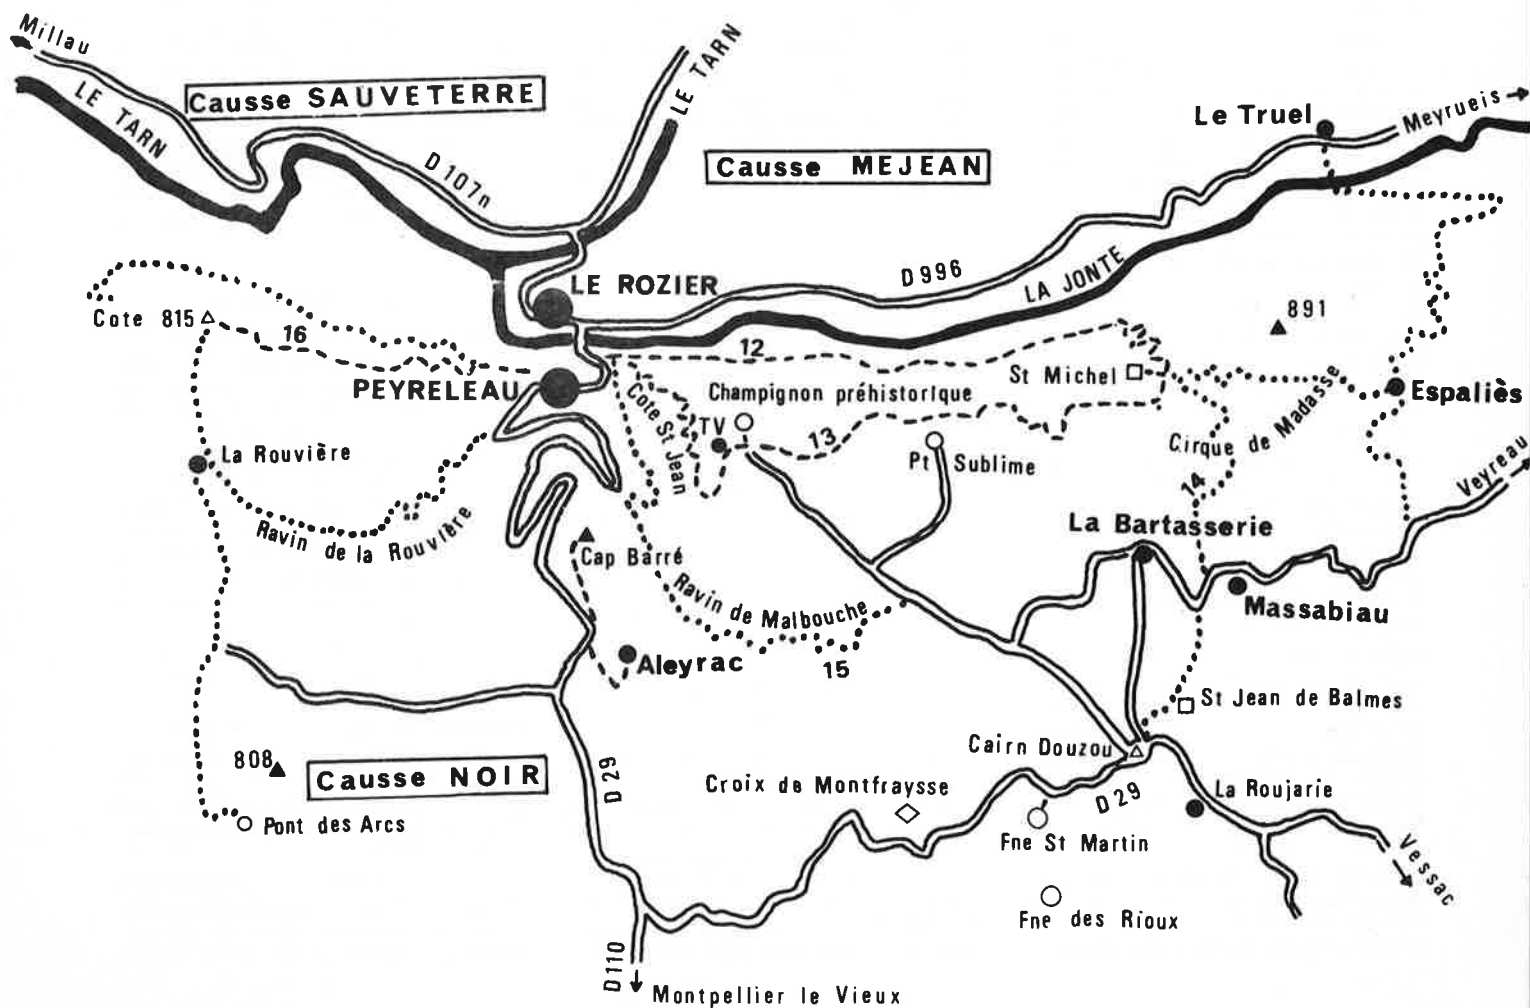 Millau
LE TARN
Causse SAUVETERRE
LE TARN
D 107n
Causse MEJEAN
Le Truel
Meyrueis
LE ROZIER
D 996
LA JONTE
891
Cote 815
16
12
PEYRELEAU
Champignon préhistorique
St Michel
Espaliès
Cote St Jean
TV
13
Pt Sublime
Cirque de Madasse
14
Veyreau
La Rouvière
Ravin de la Rouvière
La Bartasserie
Cap Barré
Ravin de Malbouche
Massabiau
15
Aleyrac
St Jean de Balmes
Cairn Douzou
808
Causse NOIR
D 29
Croix de Montfraysse
D 29
La Roujarie
Pont des Arcs
Fne St Martin
Vessac
Fne des Rioux
D 110
Montpellier le Vieux